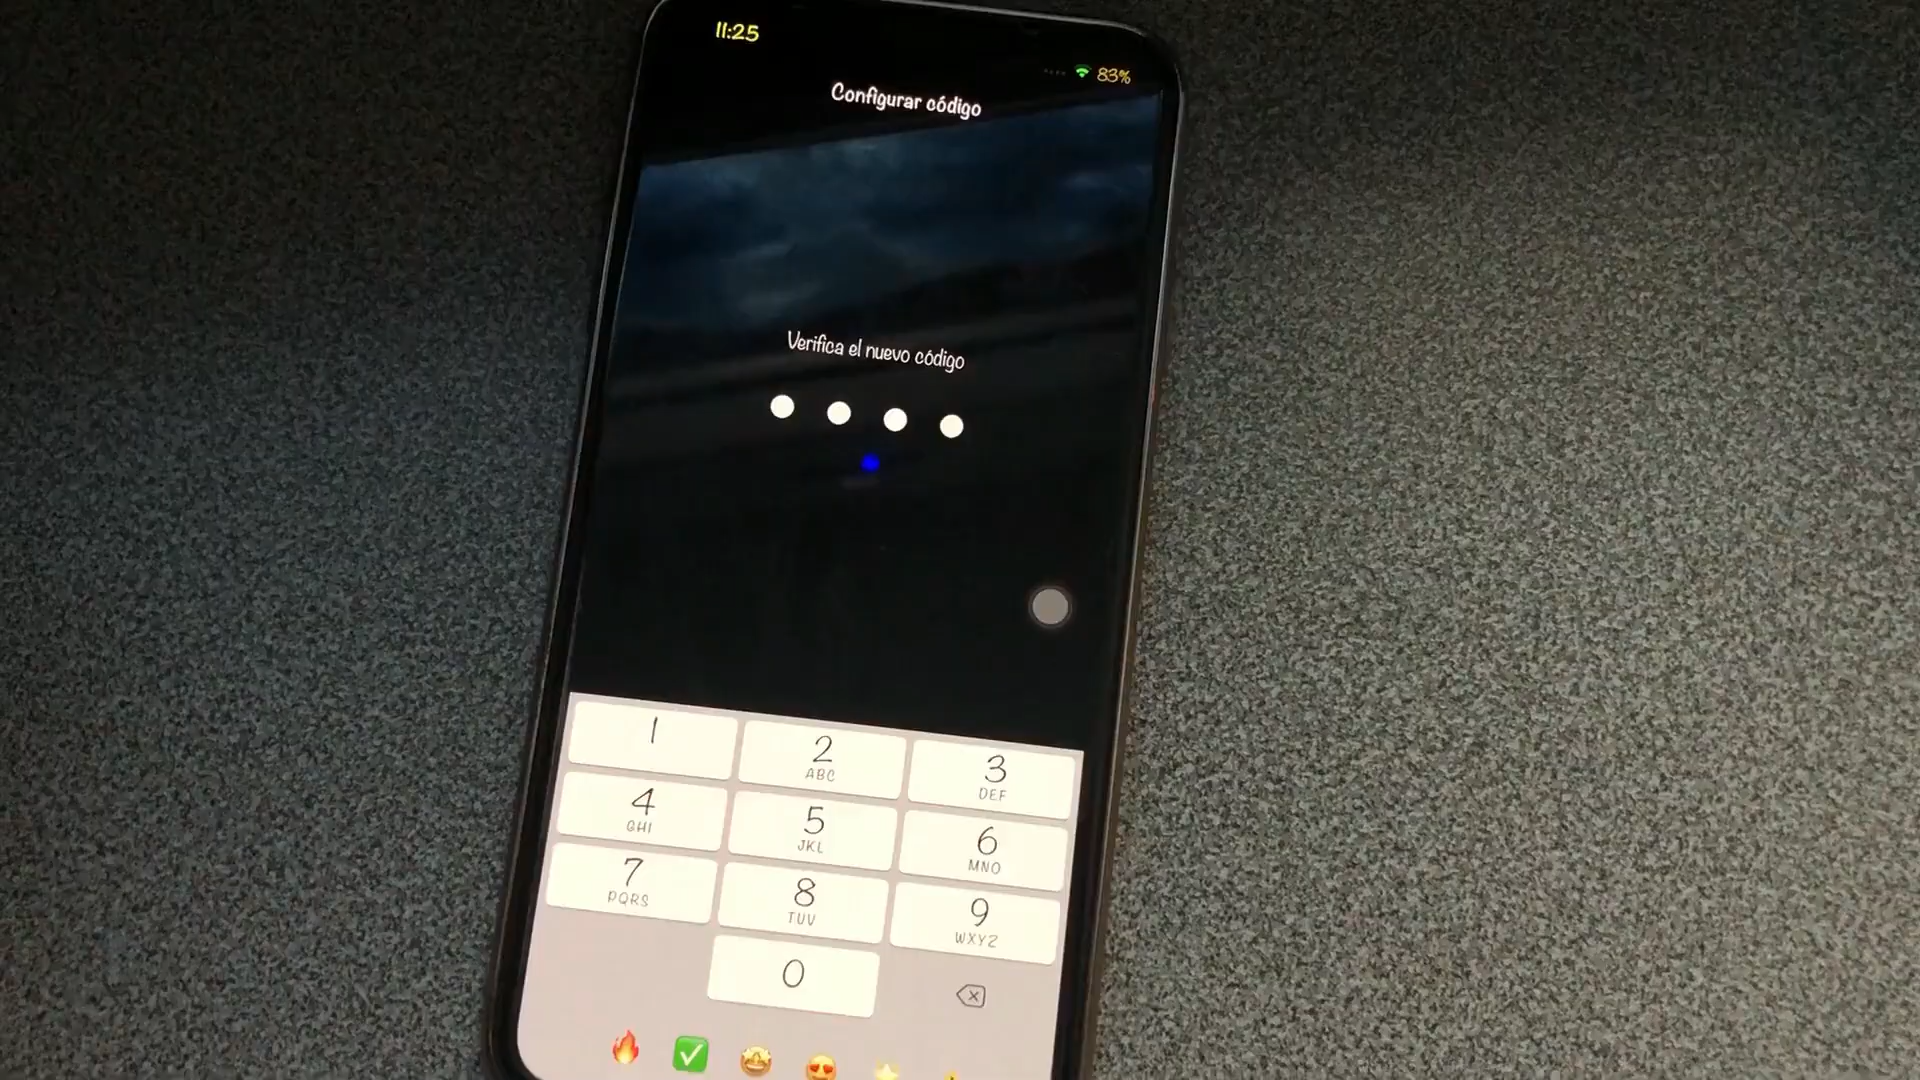 11:25
83%
Configurar código
Verifica el nuevo código
1
2
ABC
3
DEF
4
GHI
5
JKL
6
MNO
7
PQRS
8
TUV
9
WXYZ
0